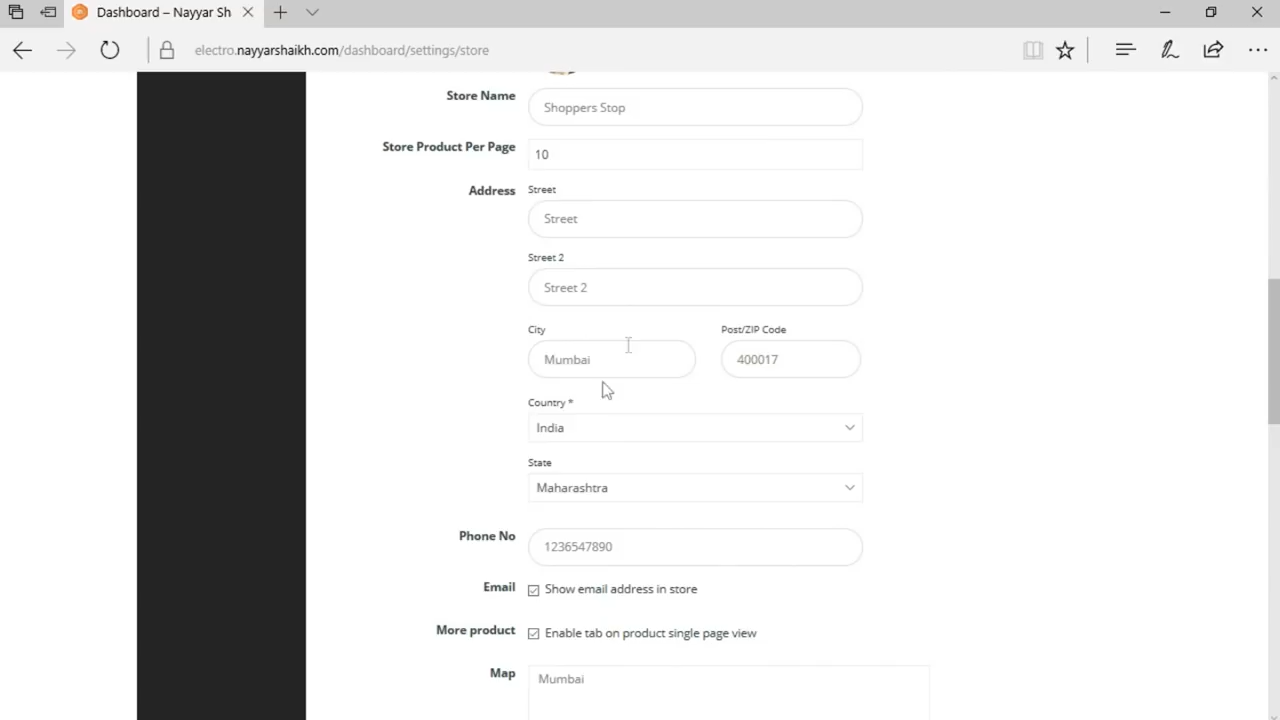 Dashboard – Nayyar Sh
electro.nayyarshaikh.com/dashboard/settings/store
Store Name
Shoppers Stop
Store Product Per Page
10
Address
Street
Street
Street 2
Street 2
City
Post/ZIP Code
Mumbai
400017
Country *
India
State
Maharashtra
Phone No
1236547890
Email
Show email address in store
More product
Enable tab on product single page view
Map
Mumbai